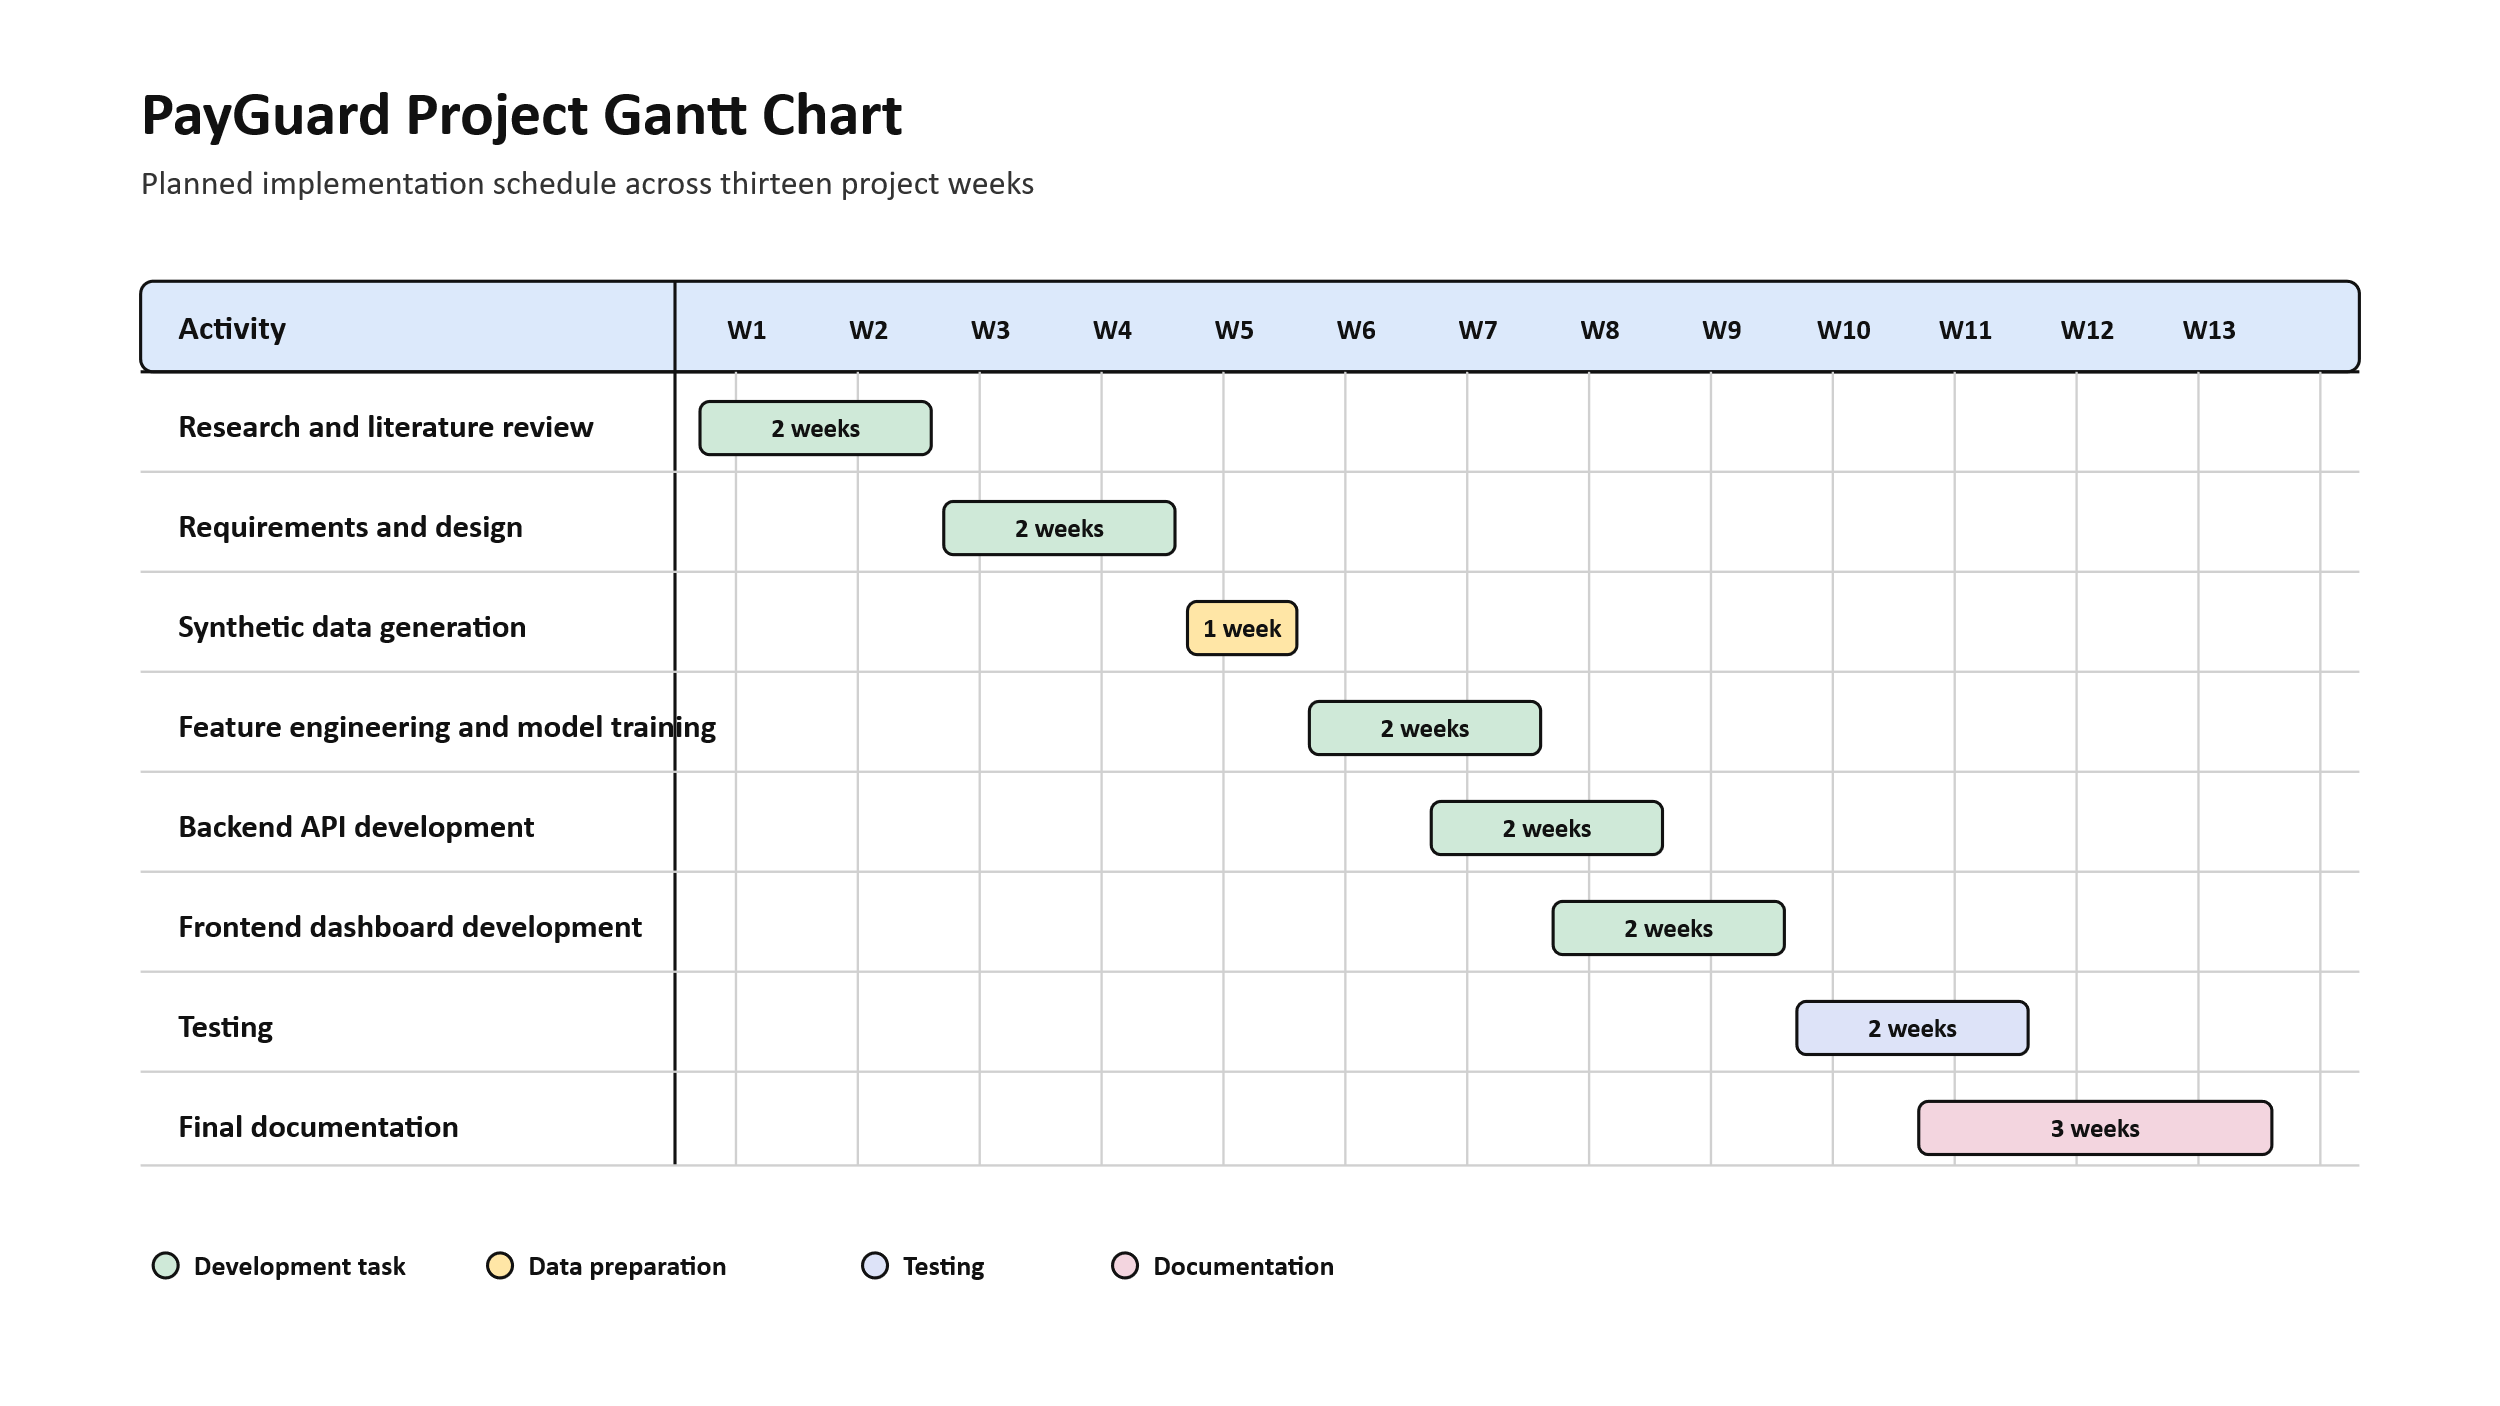 PayGuard Project Gantt Chart
Planned implementation schedule across thirteen project weeks
Activity W1 W2 W3 W4 W5 W6 W7 W8 W9 W10 W11 W12 W13
Research and literature review 2 weeks
Requirements and design 2 weeks
Synthetic data generation 1 week
Feature engineering and model training 2 weeks
Backend API development 2 weeks
Frontend dashboard development 2 weeks
Testing 2 weeks
Final documentation 3 weeks
Development task Data preparation Testing Documentation